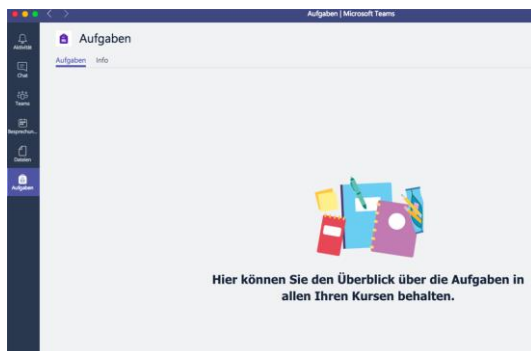 Aufgaben | Microsoft Teams
Aktivität
Chat
Teams
Besprechun...
Dateien
Aufgaben
Aufgaben
Aufgaben Info
Hier können Sie den Überblick über die Aufgaben in
allen Ihren Kursen behalten.